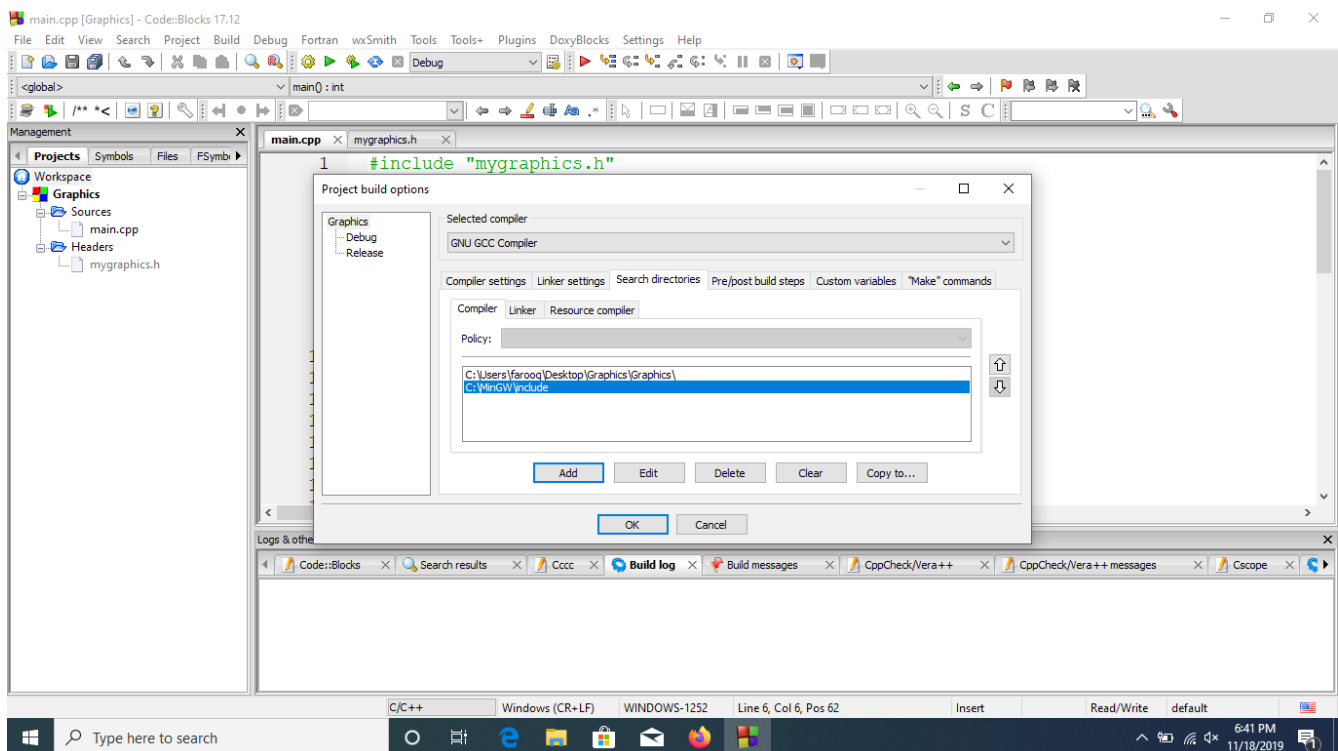 main.cpp [Graphics] - Code::Blocks 17.12
File Edit View Search Project Build Debug Fortran wxSmith Tools Tools+ Plugins DoxyBlocks Settings Help
Debug
<global> main() : int
/** *< S C
Management
main.cpp mygraphics.h
Projects Symbols Files FSymb
1 #include "mygraphics.h"
Workspace
Graphics
Sources
main.cpp
Headers
mygraphics.h
Project build options
Graphics
Debug
Release
Selected compiler
GNU GCC Compiler
Compiler settings Linker settings Search directories Pre/post build steps Custom variables "Make" commands
Compiler Linker Resource compiler
Policy:
C:\Users\farooq\Desktop\Graphics\Graphics\
C:\MinGW\include
Add Edit Delete Clear Copy to...
OK Cancel
Logs & othe
Code::Blocks Search results Cccc Build log Build messages CppCheck/Vera++ CppCheck/Vera++ messages Cscope
C/C++ Windows (CR+LF) WINDOWS-1252 Line 6, Col 6, Pos 62 Insert Read/Write default
Type here to search
6:41 PM
11/18/2019